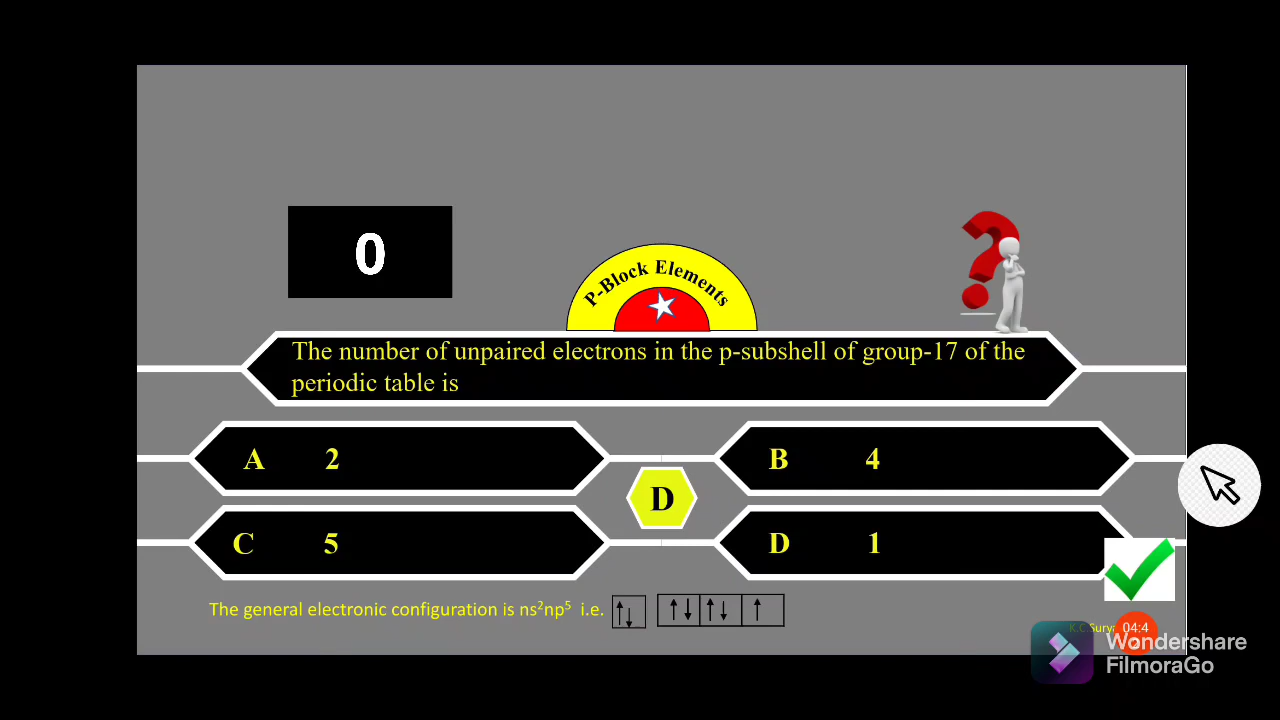 0
P-Block Elements
The number of unpaired electrons in the p-subshell of group-17 of the
periodic table is
A 2
B 4
D
C 5
D 1
The general electronic configuration is ns²np⁵ i.e.
K.C.Surya
04:4
Wondershare
FilmoraGo